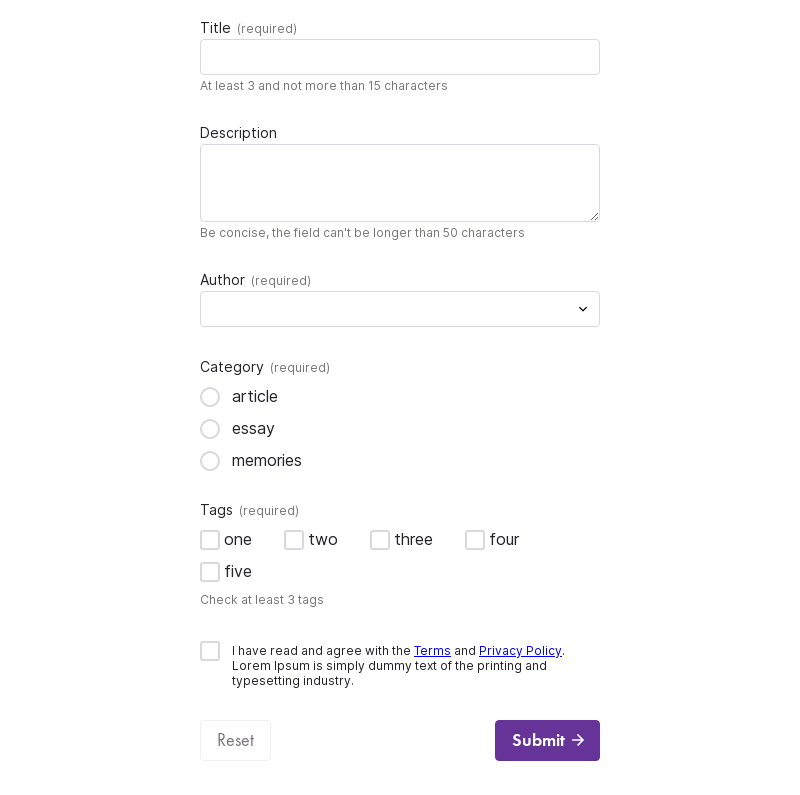 Title (required)
At least 3 and not more than 15 characters
Description
Be concise, the field can't be longer than 50 characters
Author (required)
Category (required)
article
essay
memories
Tags (required)
one two three four
five
Check at least 3 tags
I have read and agree with the Terms and Privacy Policy.
Lorem Ipsum is simply dummy text of the printing and
typesetting industry.
Reset Submit →